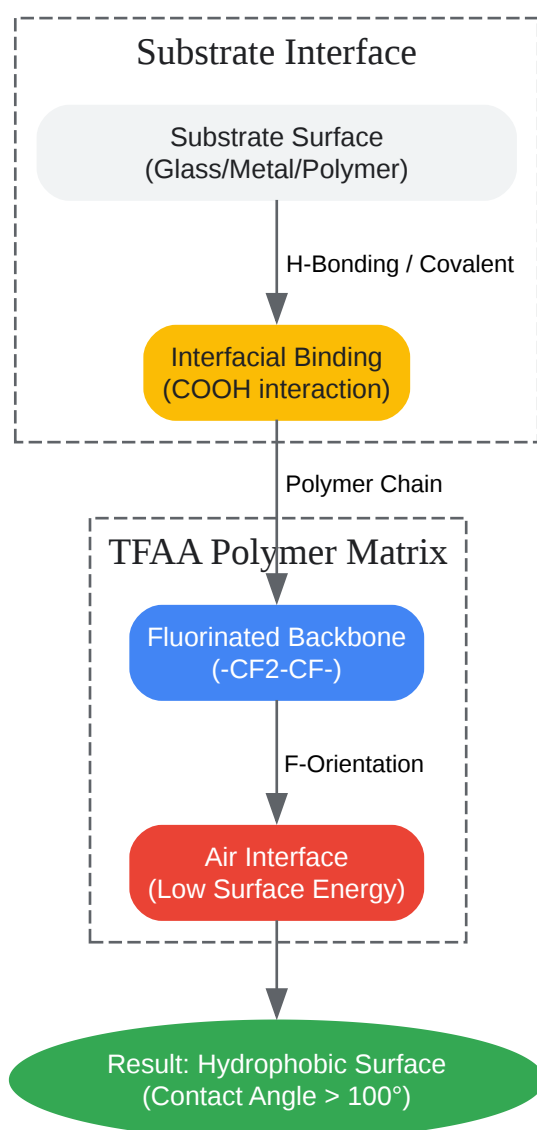 Substrate Interface
Substrate Surface
(Glass/Metal/Polymer)
H-Bonding / Covalent
Interfacial Binding
(COOH interaction)
Polymer Chain
TFAA Polymer Matrix
Fluorinated Backbone
(-CF2-CF-)
F-Orientation
Air Interface
(Low Surface Energy)
Result: Hydrophobic Surface
(Contact Angle > 100°)